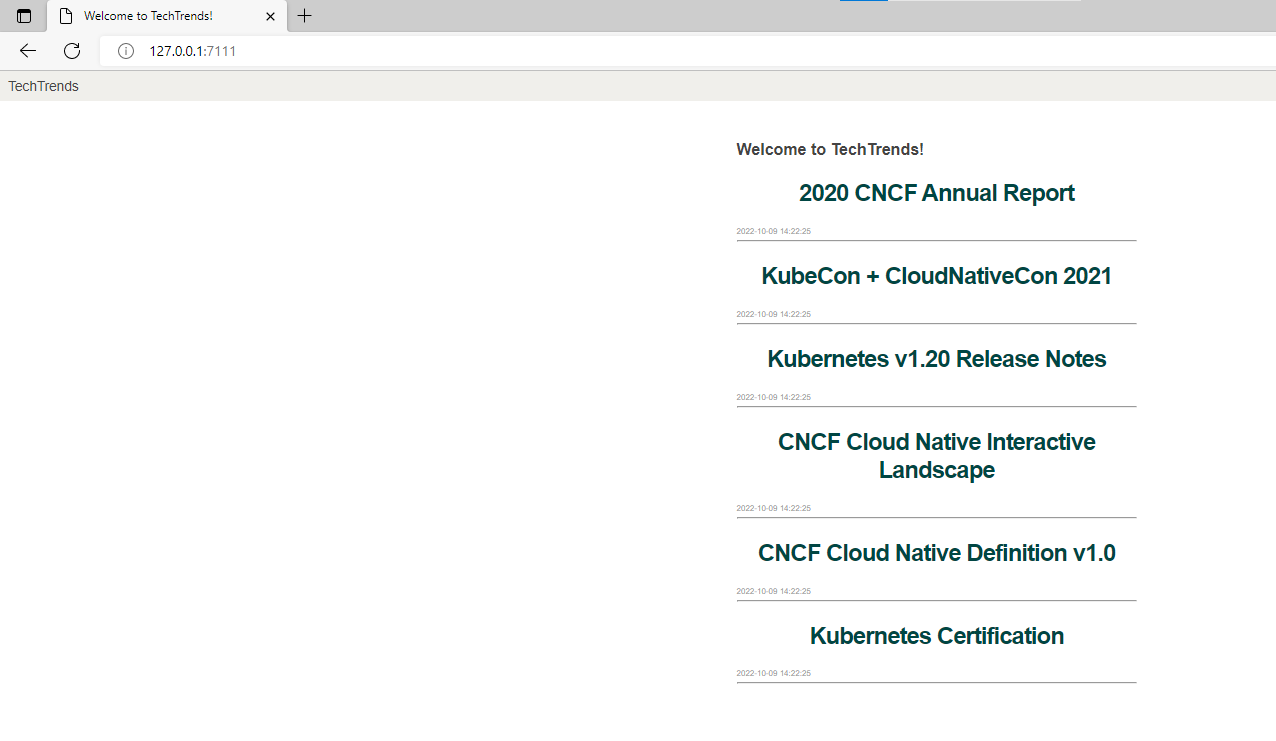 Welcome to TechTrends!
127.0.0.1:7111
TechTrends
Welcome to TechTrends!
2020 CNCF Annual Report
2022-10-09 14:22:25
KubeCon + CloudNativeCon 2021
2022-10-09 14:22:25
Kubernetes v1.20 Release Notes
2022-10-09 14:22:25
CNCF Cloud Native Interactive
Landscape
2022-10-09 14:22:25
CNCF Cloud Native Definition v1.0
2022-10-09 14:22:25
Kubernetes Certification
2022-10-09 14:22:25